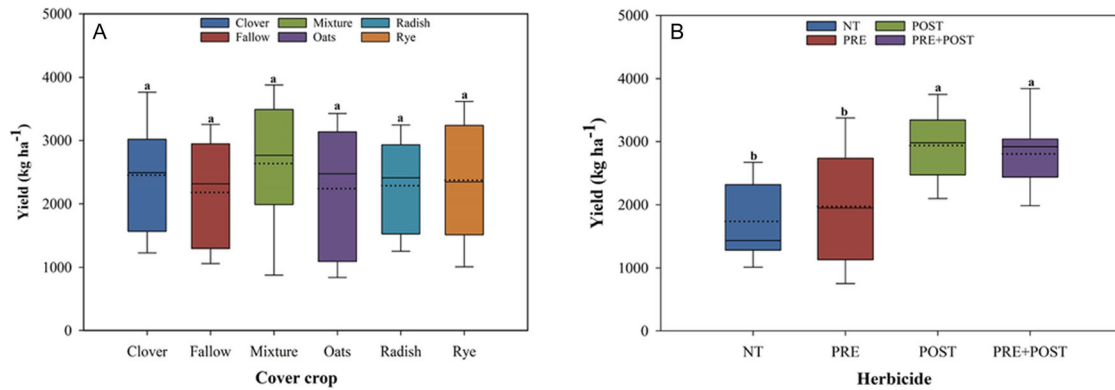 A
Clover Mixture Radish
Fallow Oats Rye
5000
4000
3000
2000
1000
0
Yield (kg ha-1)
a a a a a a
Clover Fallow Mixture Oats Radish Rye
Cover crop
B
NT POST
PRE PRE+POST
5000
4000
3000
2000
1000
0
Yield (kg ha-1)
b b a a
NT PRE POST PRE+POST
Herbicide